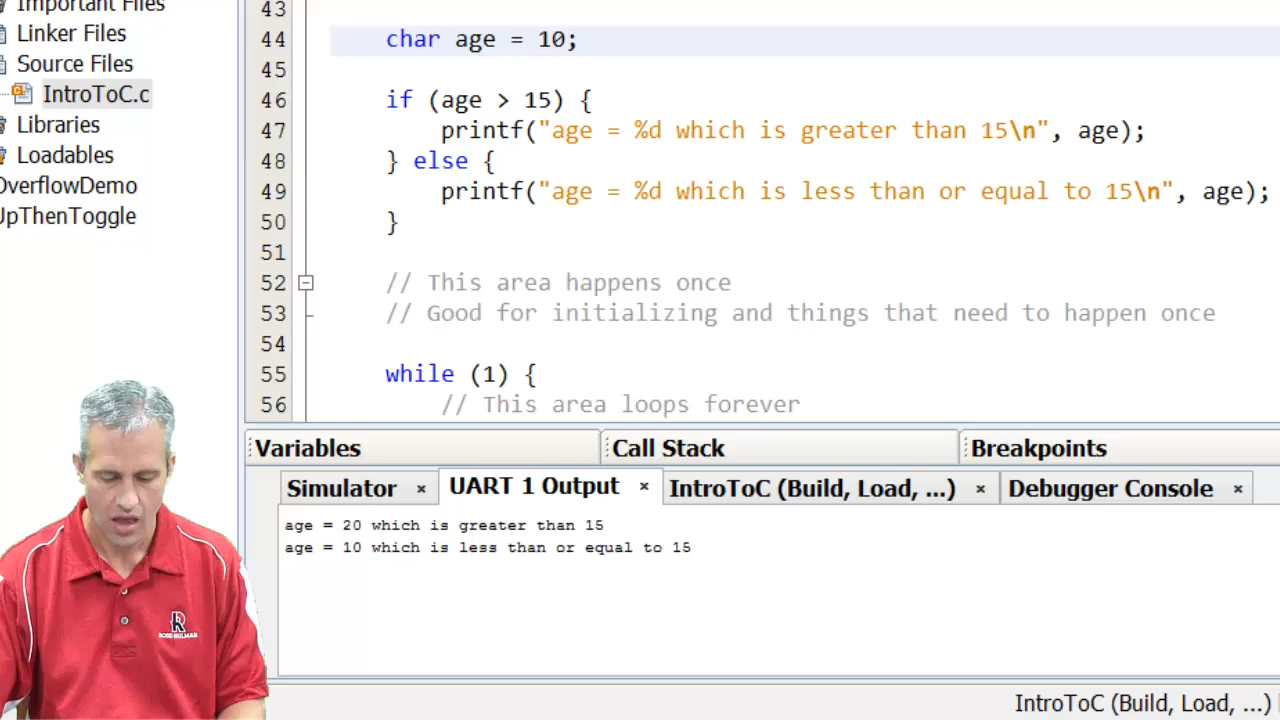 Important Files
Linker Files
Source Files
IntroToC.c
Libraries
Loadables
OverflowDemo
UpThenToggle
43
44 char age = 10;
45
46 if (age > 15) {
47 printf("age = %d which is greater than 15\n", age);
48 } else {
49 printf("age = %d which is less than or equal to 15\n", age);
50 }
51
52 // This area happens once
53 // Good for initializing and things that need to happen once
54
55 while (1) {
56 // This area loops forever
Variables Call Stack Breakpoints
Simulator × UART 1 Output × IntroToC (Build, Load, ...) × Debugger Console ×
age = 20 which is greater than 15
age = 10 which is less than or equal to 15
ROSE-HULMAN
IntroToC (Build, Load, ...)